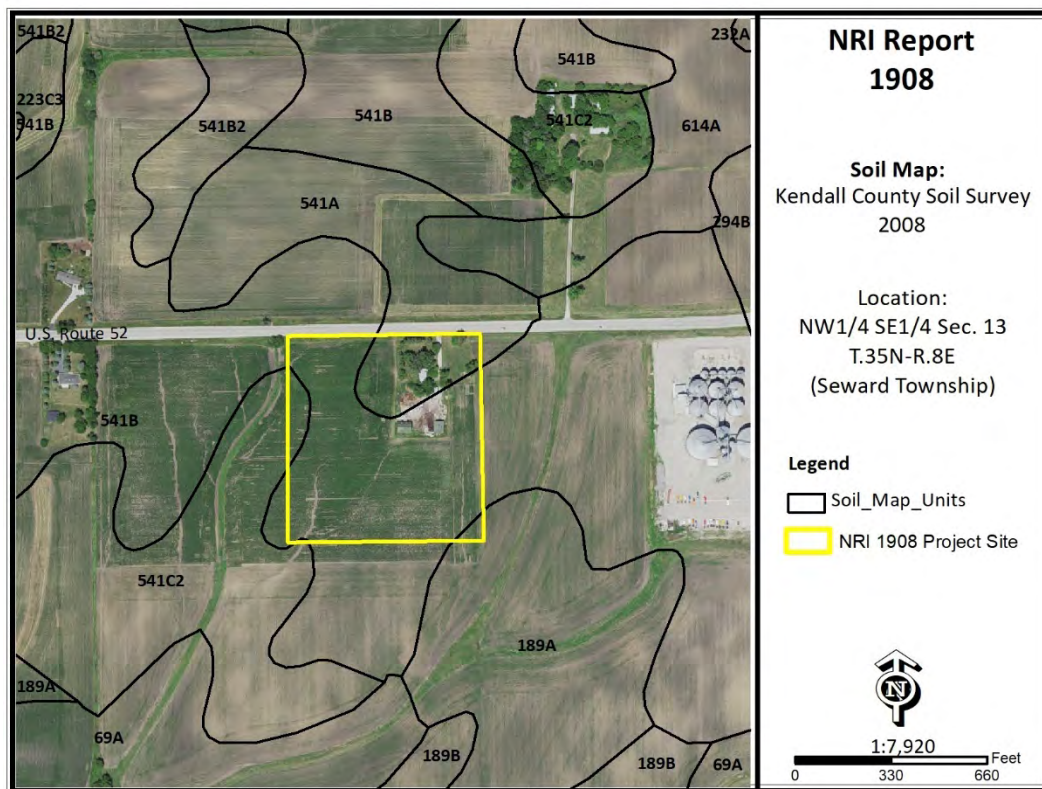 541B2
232A
541B
223C3
541B
541B2
541B
541C2
614A
541A
294B
U.S. Route 52
541B
541C2
189A
189A
69A
189B
189B
69A
NRI Report
1908
Soil Map:
Kendall County Soil Survey
2008
Location:
NW1/4 SE1/4 Sec. 13
T.35N-R.8E
(Seward Township)
Legend
Soil_Map_Units
NRI 1908 Project Site
N
1:7,920
Feet
0 330 660